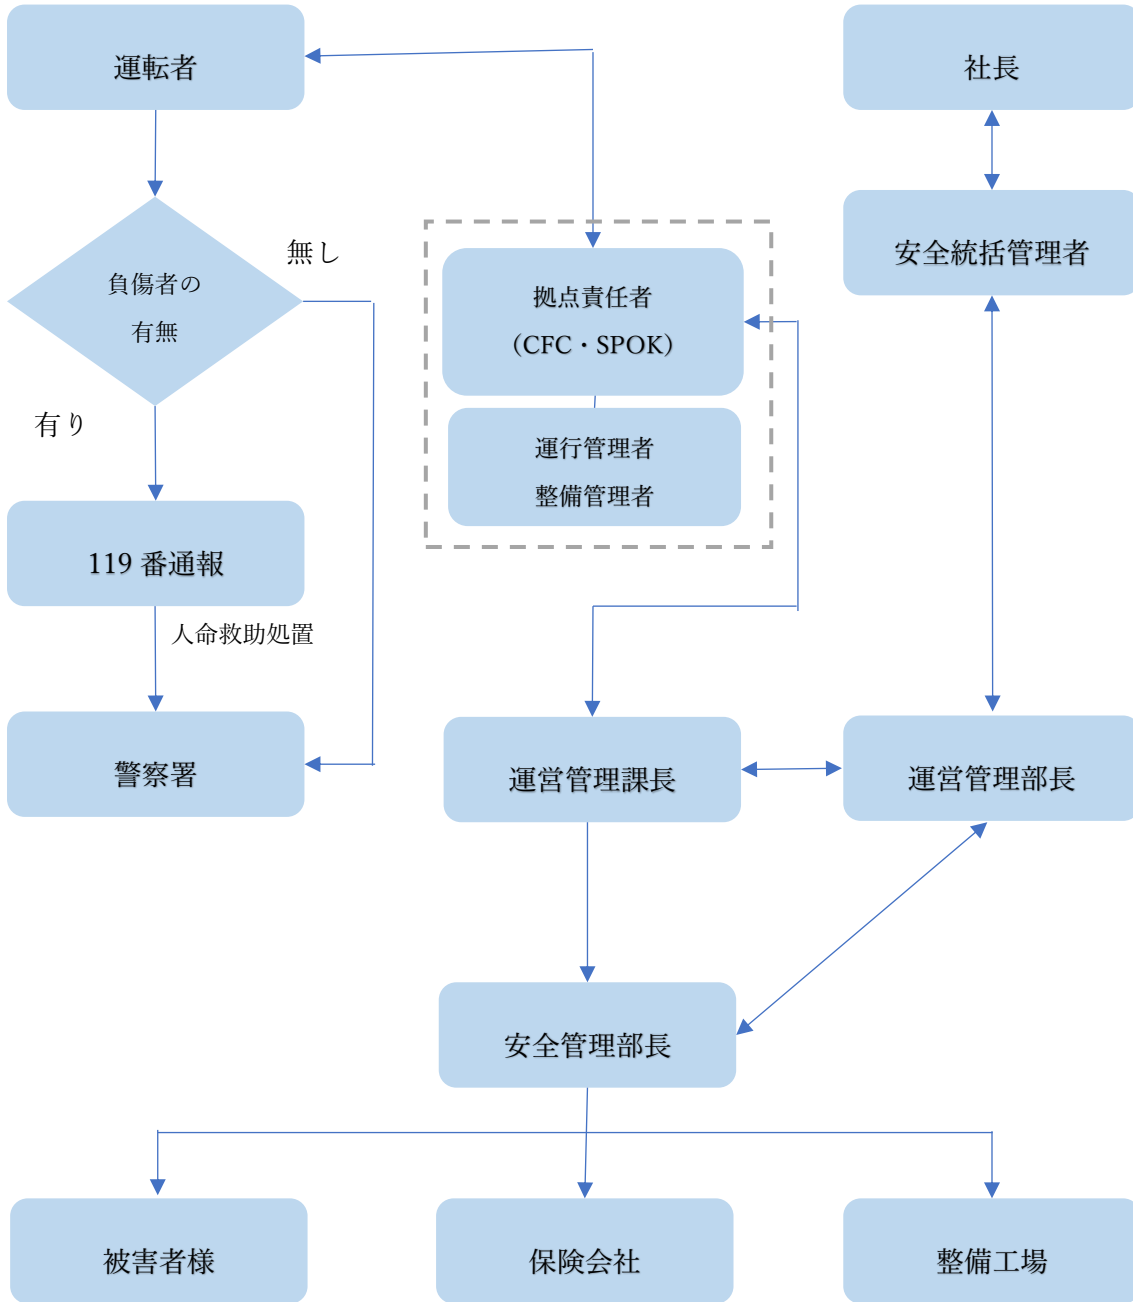 運転者
社長
無し
安全統括管理者
負傷者の
有無
拠点責任者
（CFC・SPOK）
有り
運行管理者
整備管理者
119 番通報
人命救助処置
警察署
運営管理課長
運営管理部長
安全管理部長
被害者様
保険会社
整備工場